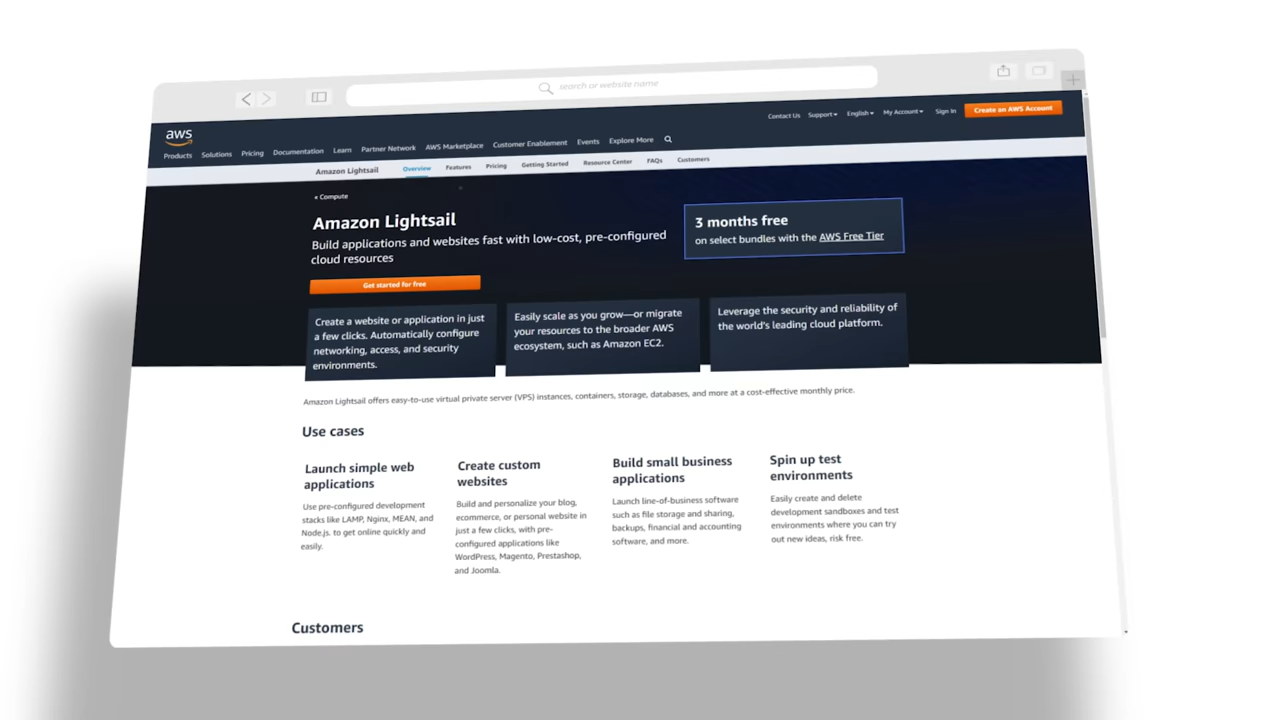 search or website name
Contact Us Support English My Account Sign In Create an AWS Account
aws
Products Solutions Pricing Documentation Learn Partner Network AWS Marketplace Customer Enablement Events Explore More
Amazon Lightsail Overview Features Pricing Getting Started Resource Center FAQs Customers
« Compute
Amazon Lightsail
Build applications and websites fast with low-cost, pre-configured
cloud resources
Get started for free
3 months free
on select bundles with the AWS Free Tier
Create a website or application in just
a few clicks. Automatically configure
networking, access, and security
environments.
Easily scale as you grow—or migrate
your resources to the broader AWS
ecosystem, such as Amazon EC2.
Leverage the security and reliability of
the world's leading cloud platform.
Amazon Lightsail offers easy-to-use virtual private server (VPS) instances, containers, storage, databases, and more at a cost-effective monthly price.
Use cases
Launch simple web
applications
Use pre-configured development
stacks like LAMP, Nginx, MEAN, and
Node.js. to get online quickly and
easily.
Create custom
websites
Build and personalize your blog,
ecommerce, or personal website in
just a few clicks, with pre-
configured applications like
WordPress, Magento, Prestashop,
and Joomla.
Build small business
applications
Launch line-of-business software
such as file storage and sharing,
backups, financial and accounting
software, and more.
Spin up test
environments
Easily create and delete
development sandboxes and test
environments where you can try
out new ideas, risk free.
Customers